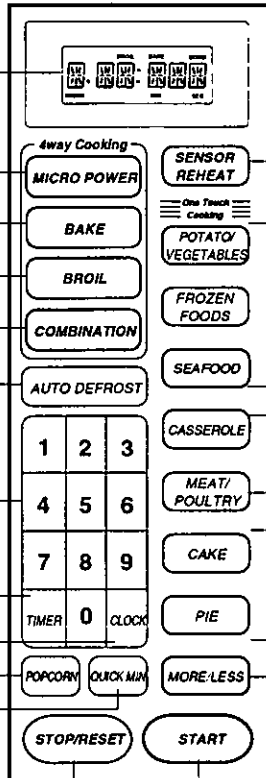 4way Cooking
MICRO POWER
BAKE
BROIL
COMBINATION
AUTO DEFROST
1 2 3
4 5 6
7 8 9
TIMER 0 CLOCK
POPCORN QUICK MIN
STOP/RESET
SENSOR
REHEAT
One Touch
Cooking
POTATO/
VEGETABLES
FROZEN
FOODS
SEAFOOD
CASSEROLE
MEAT/
POULTRY
CAKE
PIE
MORE/LESS
START